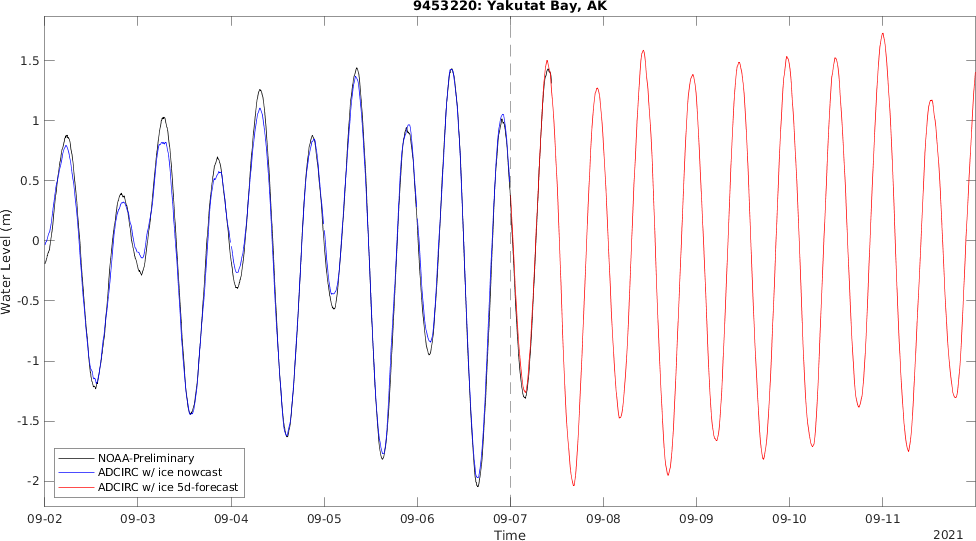 9453220: Yakutat Bay, AK
Water Level (m)
1.5
1
0.5
0
-0.5
-1
-1.5
-2
NOAA-Preliminary
ADCIRC w/ ice nowcast
ADCIRC w/ ice 5d-forecast
09-02 09-03 09-04 09-05 09-06 09-07 09-08 09-09 09-10 09-11
Time
2021